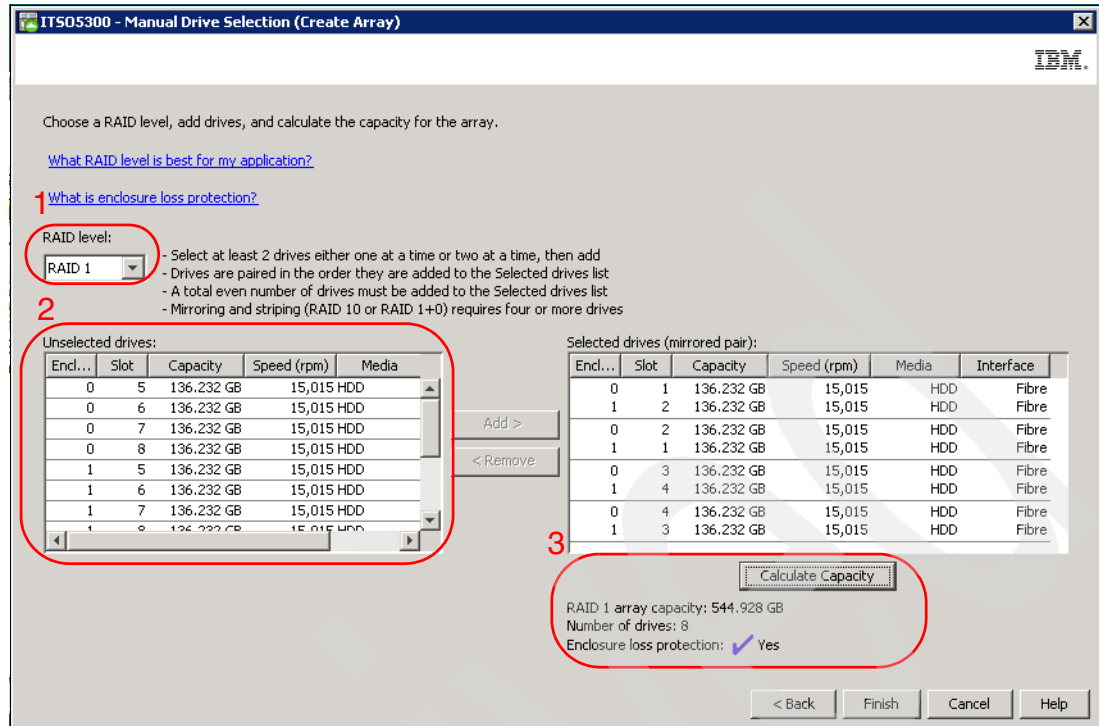 ITSO5300 - Manual Drive Selection (Create Array)
IBM.
Choose a RAID level, add drives, and calculate the capacity for the array.
What RAID level is best for my application?
1
What is enclosure loss protection?
RAID level:
RAID 1
- Select at least 2 drives either one at a time or two at a time, then add
- Drives are paired in the order they are added to the Selected drives list
- A total even number of drives must be added to the Selected drives list
- Mirroring and striping (RAID 10 or RAID 1+0) requires four or more drives
2
Unselected drives:
Encl... Slot Capacity Speed (rpm) Media
0 5 136.232 GB 15,015 HDD
0 6 136.232 GB 15,015 HDD
0 7 136.232 GB 15,015 HDD
0 8 136.232 GB 15,015 HDD
1 5 136.232 GB 15,015 HDD
1 6 136.232 GB 15,015 HDD
1 7 136.232 GB 15,015 HDD
1 8 136.232 GB 15,015 HDD
Add >
< Remove
Selected drives (mirrored pair):
Encl... Slot Capacity Speed (rpm) Media Interface
0 1 136.232 GB 15,015 HDD Fibre
1 2 136.232 GB 15,015 HDD Fibre
0 2 136.232 GB 15,015 HDD Fibre
1 1 136.232 GB 15,015 HDD Fibre
0 3 136.232 GB 15,015 HDD Fibre
1 4 136.232 GB 15,015 HDD Fibre
0 4 136.232 GB 15,015 HDD Fibre
1 3 136.232 GB 15,015 HDD Fibre
3
Calculate Capacity
RAID 1 array capacity: 544.928 GB
Number of drives: 8
Enclosure loss protection: Yes
< Back Finish Cancel Help